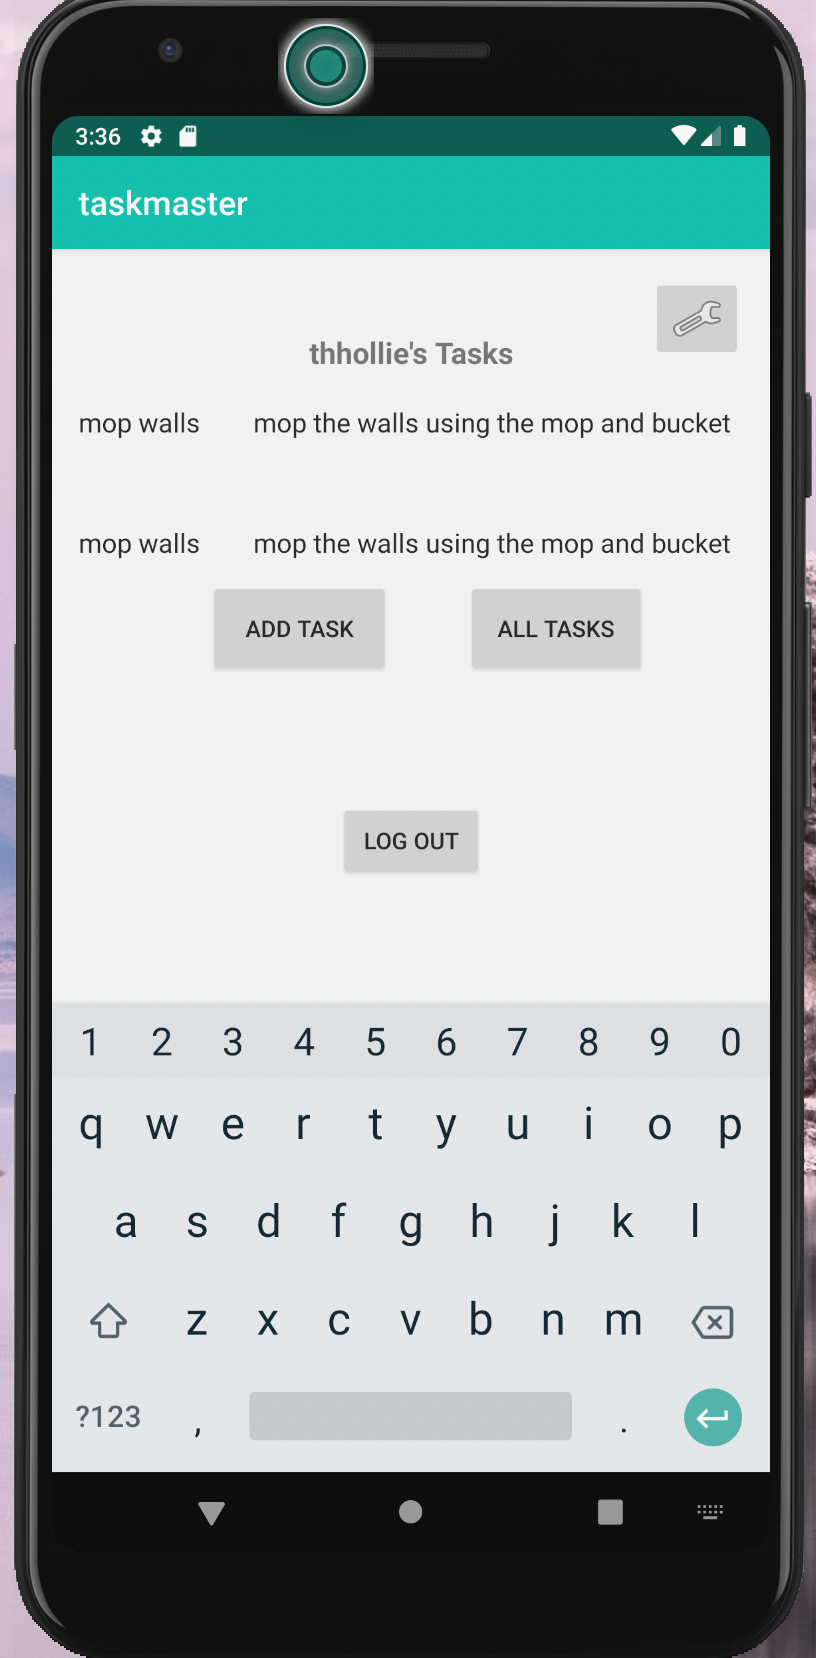 3:36
taskmaster
thhollie's Tasks
mop walls mop the walls using the mop and bucket
mop walls mop the walls using the mop and bucket
ADD TASK ALL TASKS
LOG OUT
1 2 3 4 5 6 7 8 9 0
q w e r t y u i o p
a s d f g h j k l
z x c v b n m
?123 , .